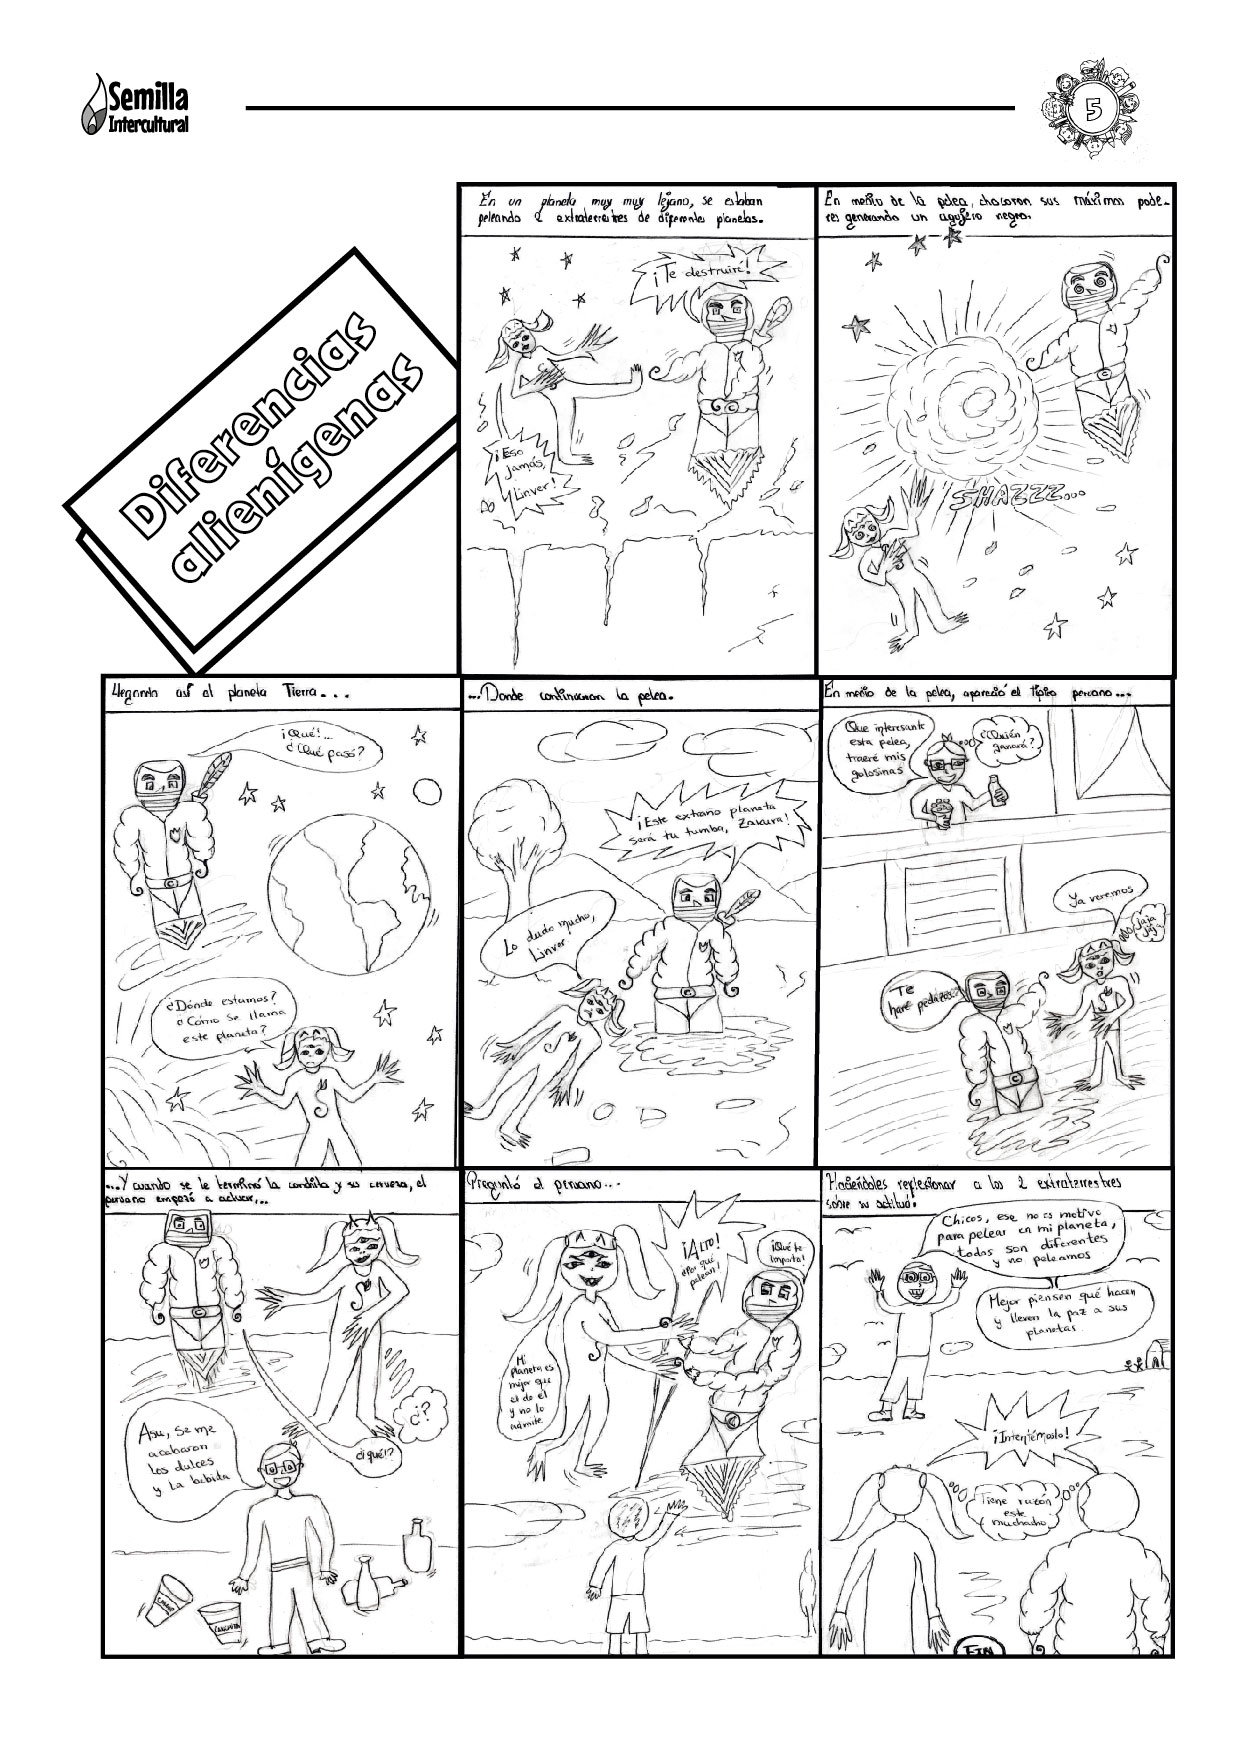 Semilla
Intercultural
5
Diferencias
alienígenas
En un planeta muy muy lejano, se estaban
peleando 2 extraterrestres de diferentes planetas.
¡Te destruiré!
¡Eso
jamás,
Linver!
En medio de la pelea, chocaron sus máximos pode-
res generando un agujero negro.
SHAZZZ...
Llegando así al planeta Tierra...
¡Qué!...
¿Qué pasó?
¿Dónde estamos?
¿Cómo se llama
este planeta?
...Donde continuaron la pelea.
¡Este extraño planeta
será tu tumba, Zakura!
Lo dudo mucho,
Linver
En medio de la pelea, apareció el típico peruano...
Que interesante
esta pelea,
traeré mis
golosinas
¿Quién
ganará?
Ya veremos
Jaja
jaja
Te
haré pedazos
...Y cuando se le terminó la canchita y su cerveza, el
peruano empezó a actuar...
Asu, se me
acabaron
los dulces
y la bebida
¿?
¿qué!?
CANCHITA
Preguntó el peruano...
¡Alto!
¿Por qué
pelean?
¡Qué te
importa!
Mi
planeta es
mejor que
el de él
y no lo
admite
Haciéndoles reflexionar a los 2 extraterrestres
sobre su actitud.
Chicos, ese no es motivo
para pelear en mi planeta,
todos son diferentes
y no peleamos
Mejor piensen qué hacen
y lleven la paz a sus
planetas
¡Intentémoslo!
Tiene razón
este
muchacho
FIN